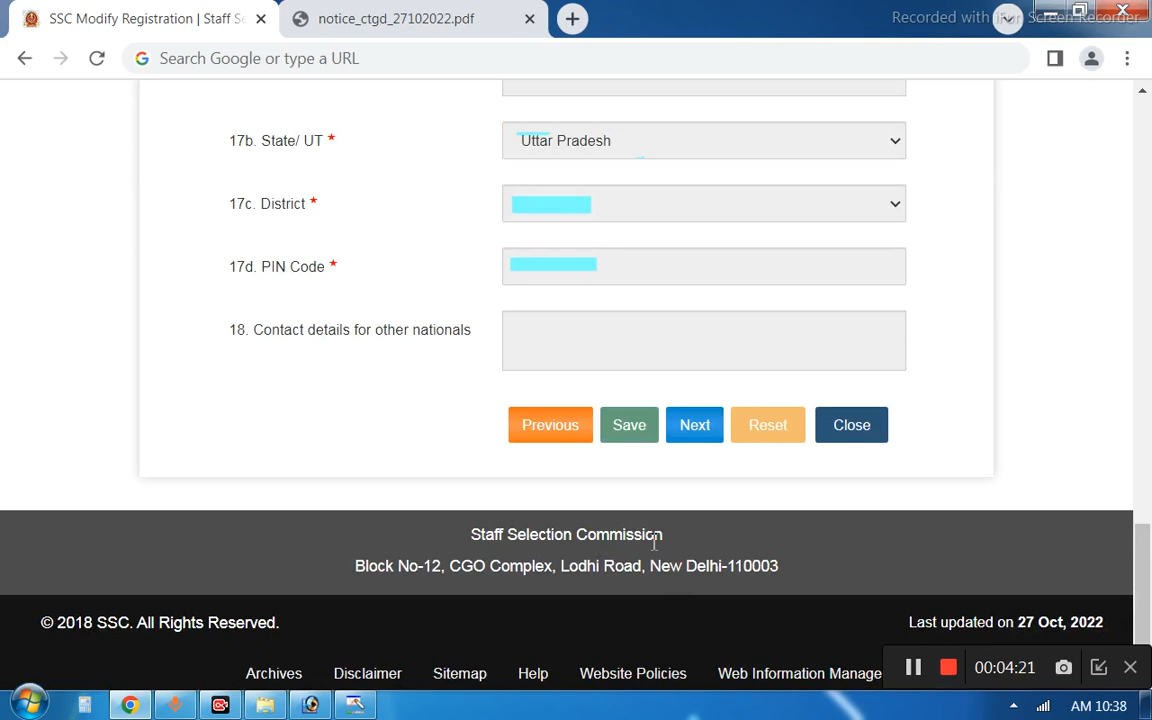 SSC Modify Registration | Staff Se
notice_ctgd_27102022.pdf
Recorded with
Screen Recorder
Search Google or type a URL
17b. State/ UT *
Uttar Pradesh
17c. District *
17d. PIN Code *
18. Contact details for other nationals
Previous
Save
Next
Reset
Close
Staff Selection Commission
Block No-12, CGO Complex, Lodhi Road, New Delhi-110003
© 2018 SSC. All Rights Reserved.
Last updated on 27 Oct, 2022
Archives
Disclaimer
Sitemap
Help
Website Policies
Web Information Manage
00:04:21
AM 10:38